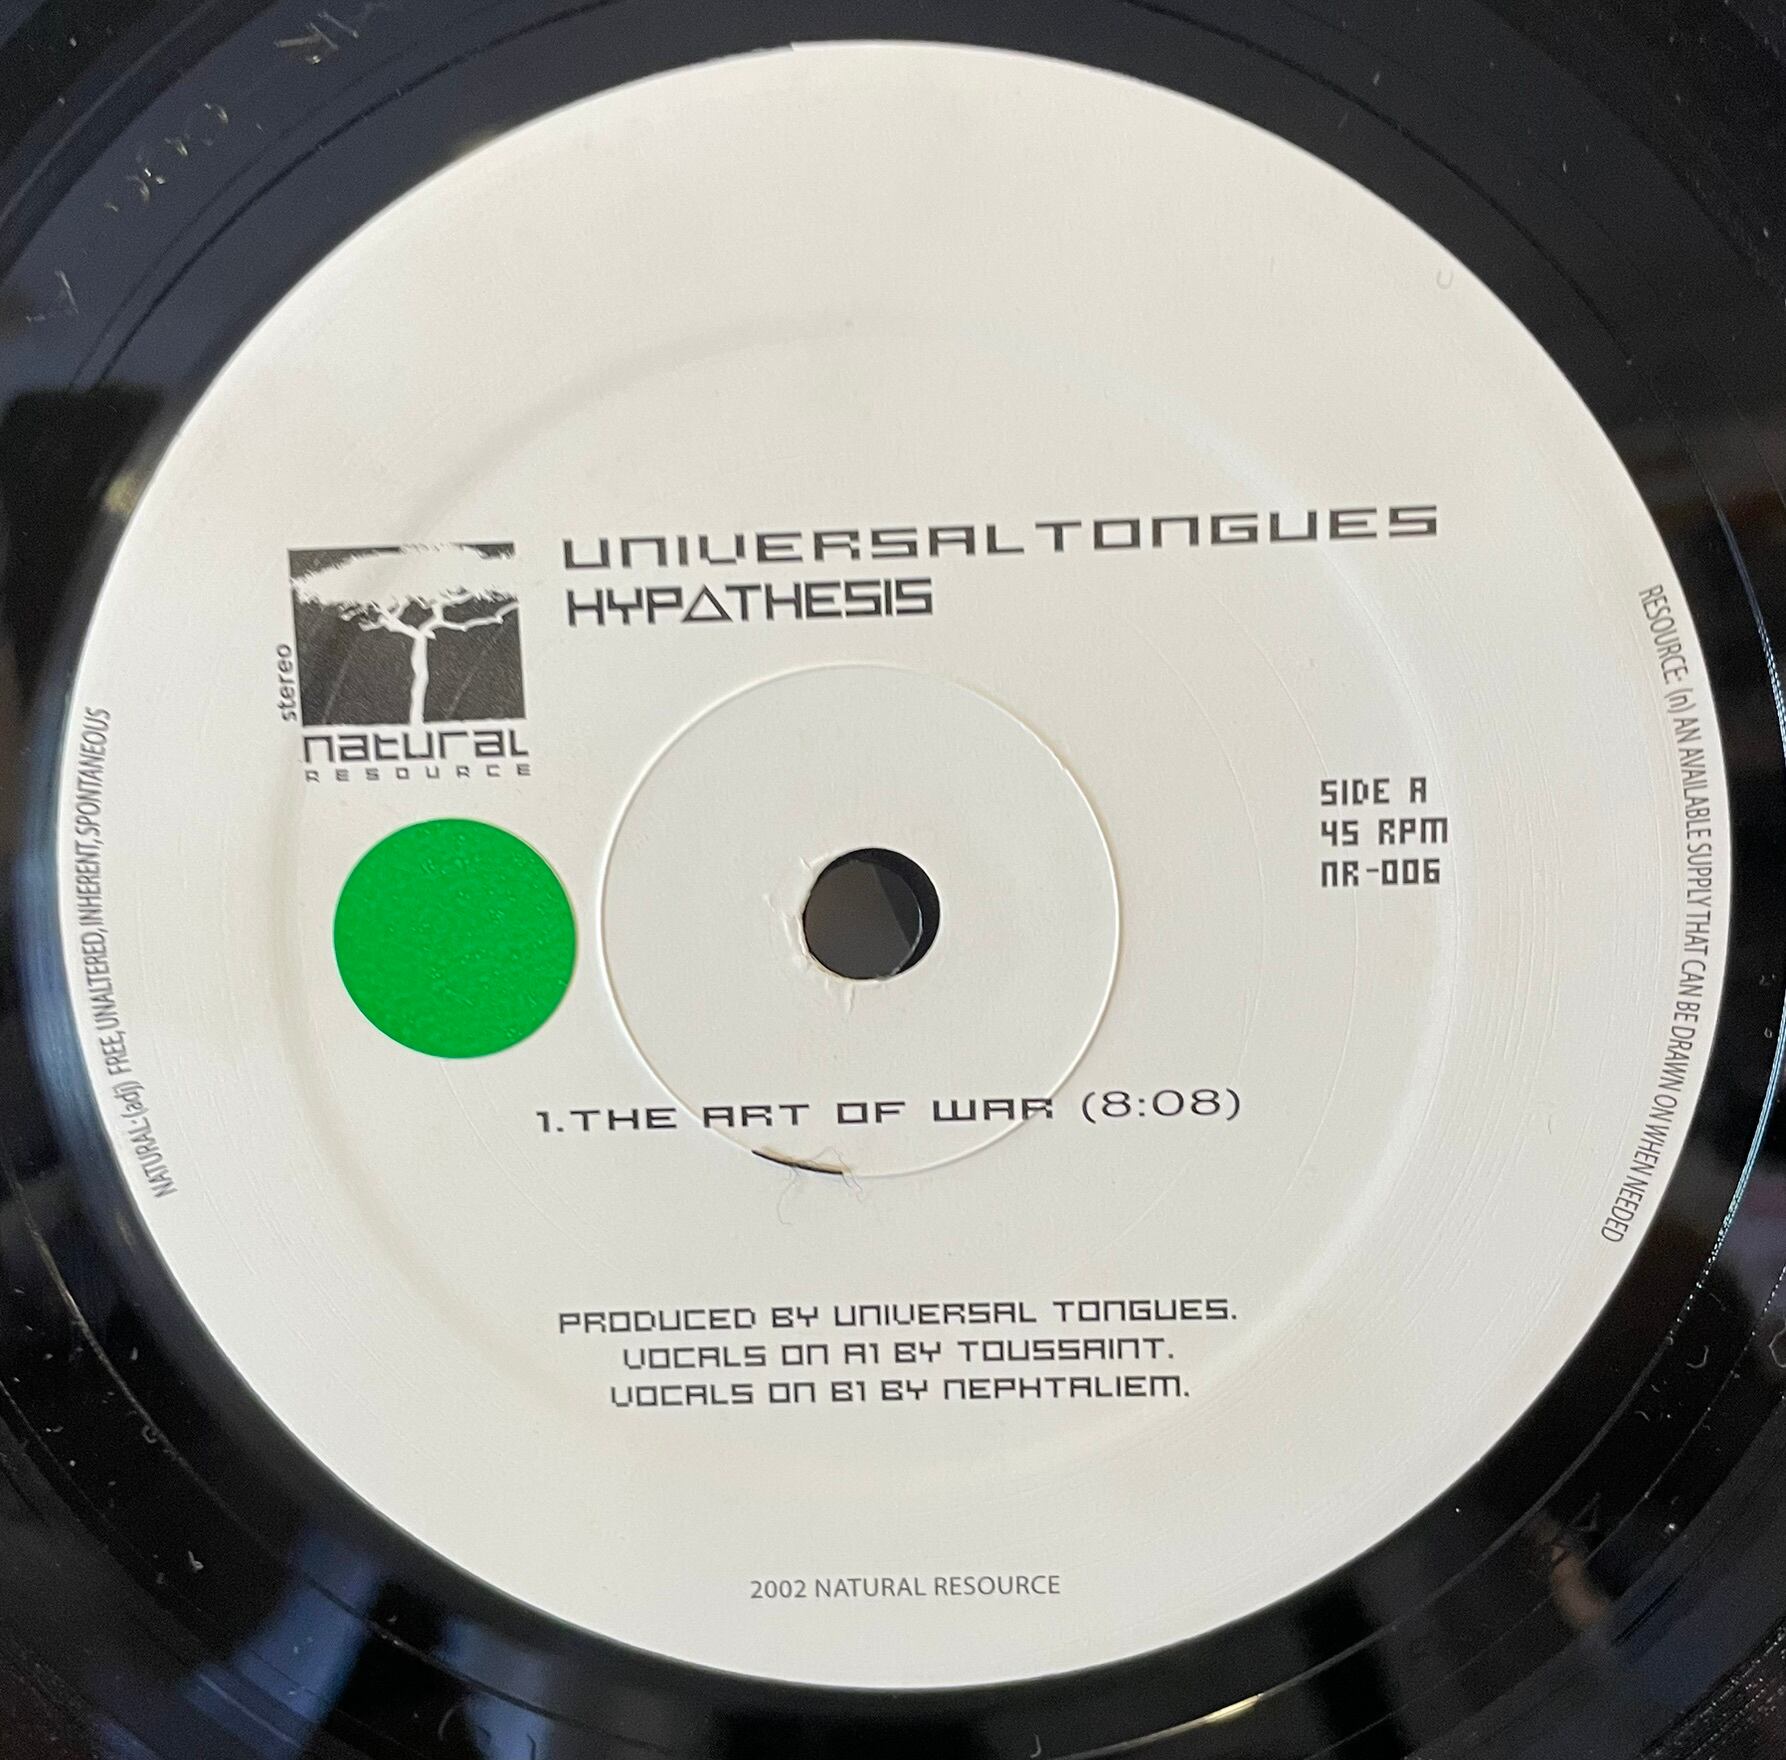 UNIVERSALTONGUES
HYPΔTHESIS
stereo
natural
RESOURCE
SIDE A
45 RPM
NR-006
NATURAL: (adj) FREE, UNALTERED, INHERENT, SPONTANEOUS
RESOURCE: (n) AN AVAILABLE SUPPLY THAT CAN BE DRAWN ON WHEN NEEDED
1.THE ART OF WAR (8:08)
PRODUCED BY UNIVERSAL TONGUES.
VOCALS ON A1 BY TOUSSAINT.
VOCALS ON B1 BY NEPHTALIEM.
2002 NATURAL RESOURCE